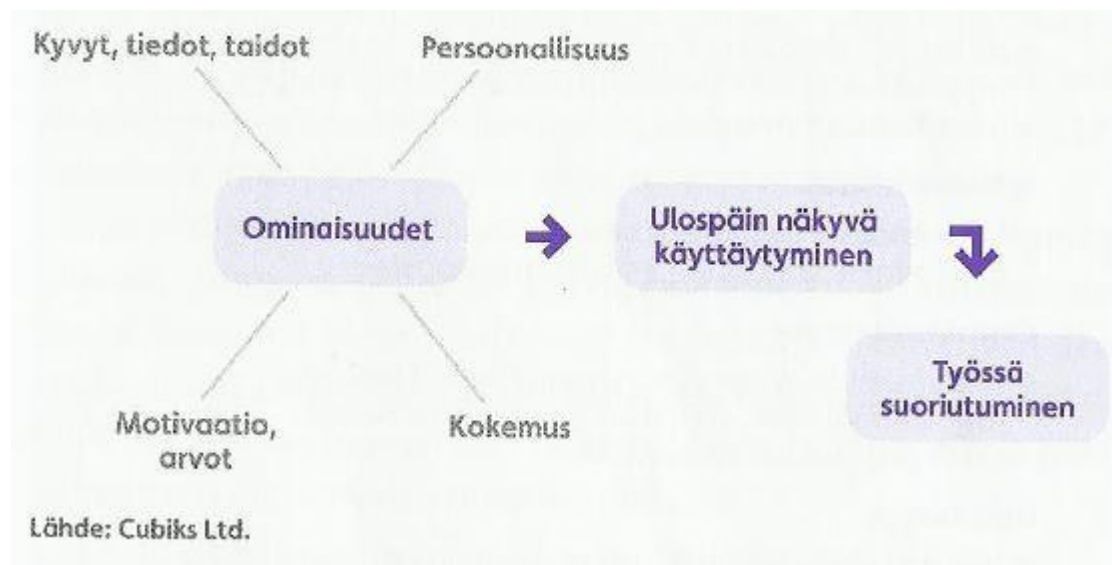 Kyvyt, tiedot, taidot
Persoonallisuus
Ominaisuudet
Ulospäin näkyvä
käyttäytyminen
Työssä
suoriutuminen
Motivaatio,
arvot
Kokemus
Lähde: Cubiks Ltd.